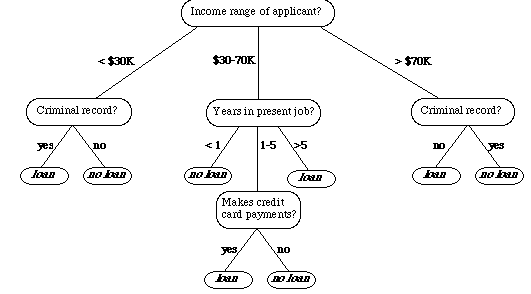 Income range of applicant?
< $30K
$30-70K
> $70K
Criminal record?
Years in present job?
Criminal record?
yes
no
< 1
1-5
>5
no
yes
loan
no loan
no loan
loan
loan
no loan
Makes credit
card payments?
yes
no
loan
no loan